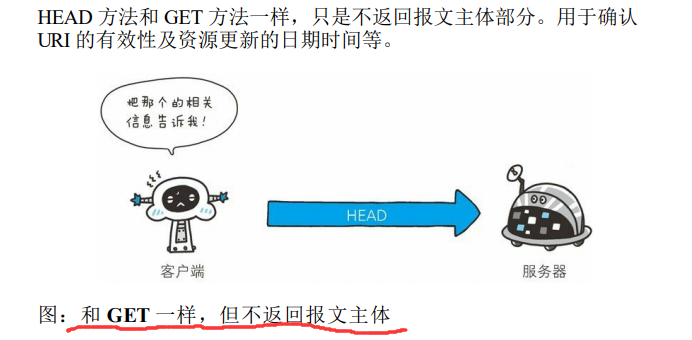 HEAD 方法和 GET 方法一样，只是不返回报文主体部分。用于确认
URI 的有效性及资源更新的日期时间等。
把那个的相关
信息告诉我！
HEAD
客户端
服务器
图：和 GET 一样，但不返回报文主体